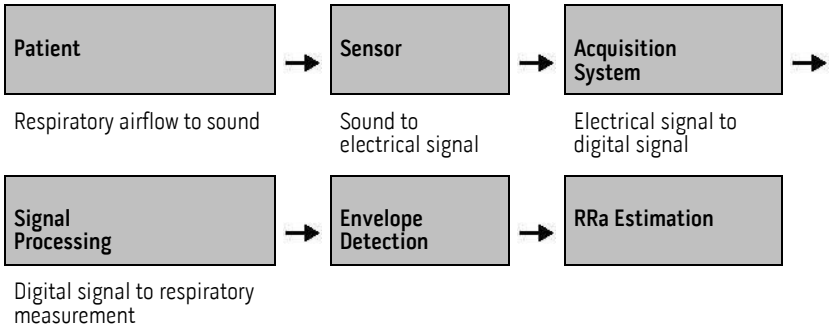 Patient
Sensor
Acquisition
System
Respiratory airflow to sound
Sound to
electrical signal
Electrical signal to
digital signal
Signal
Processing
Envelope
Detection
RRa Estimation
Digital signal to respiratory
measurement